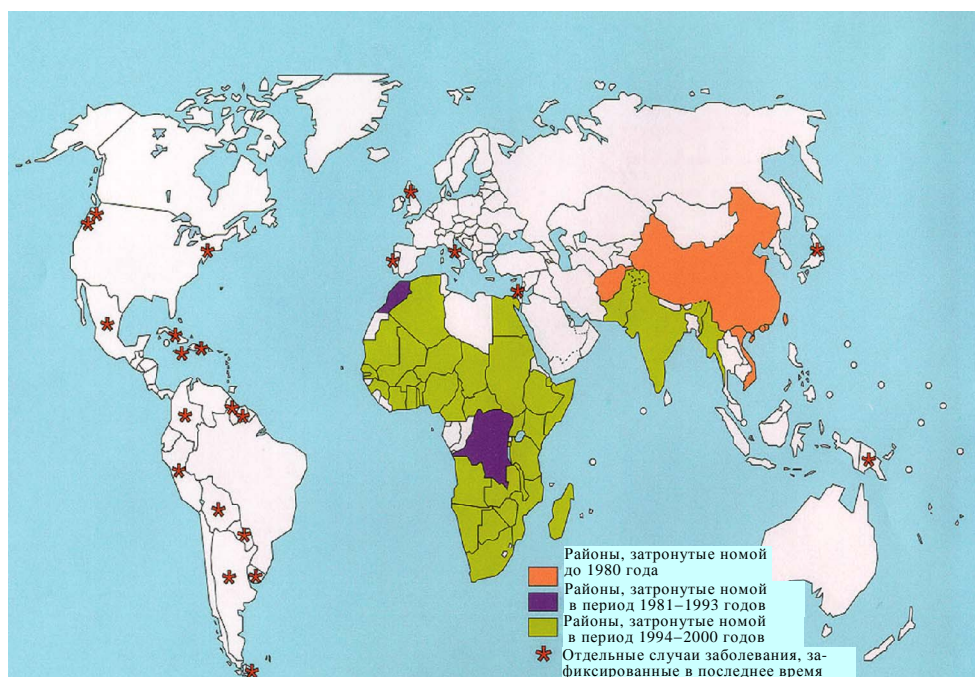 Районы, затронутые номой
до 1980 года
Районы, затронутые номой
в период 1981–1993 годов
Районы, затронутые номой
в период 1994–2000 годов
Отдельные случаи заболевания, за-
фиксированные в последнее время